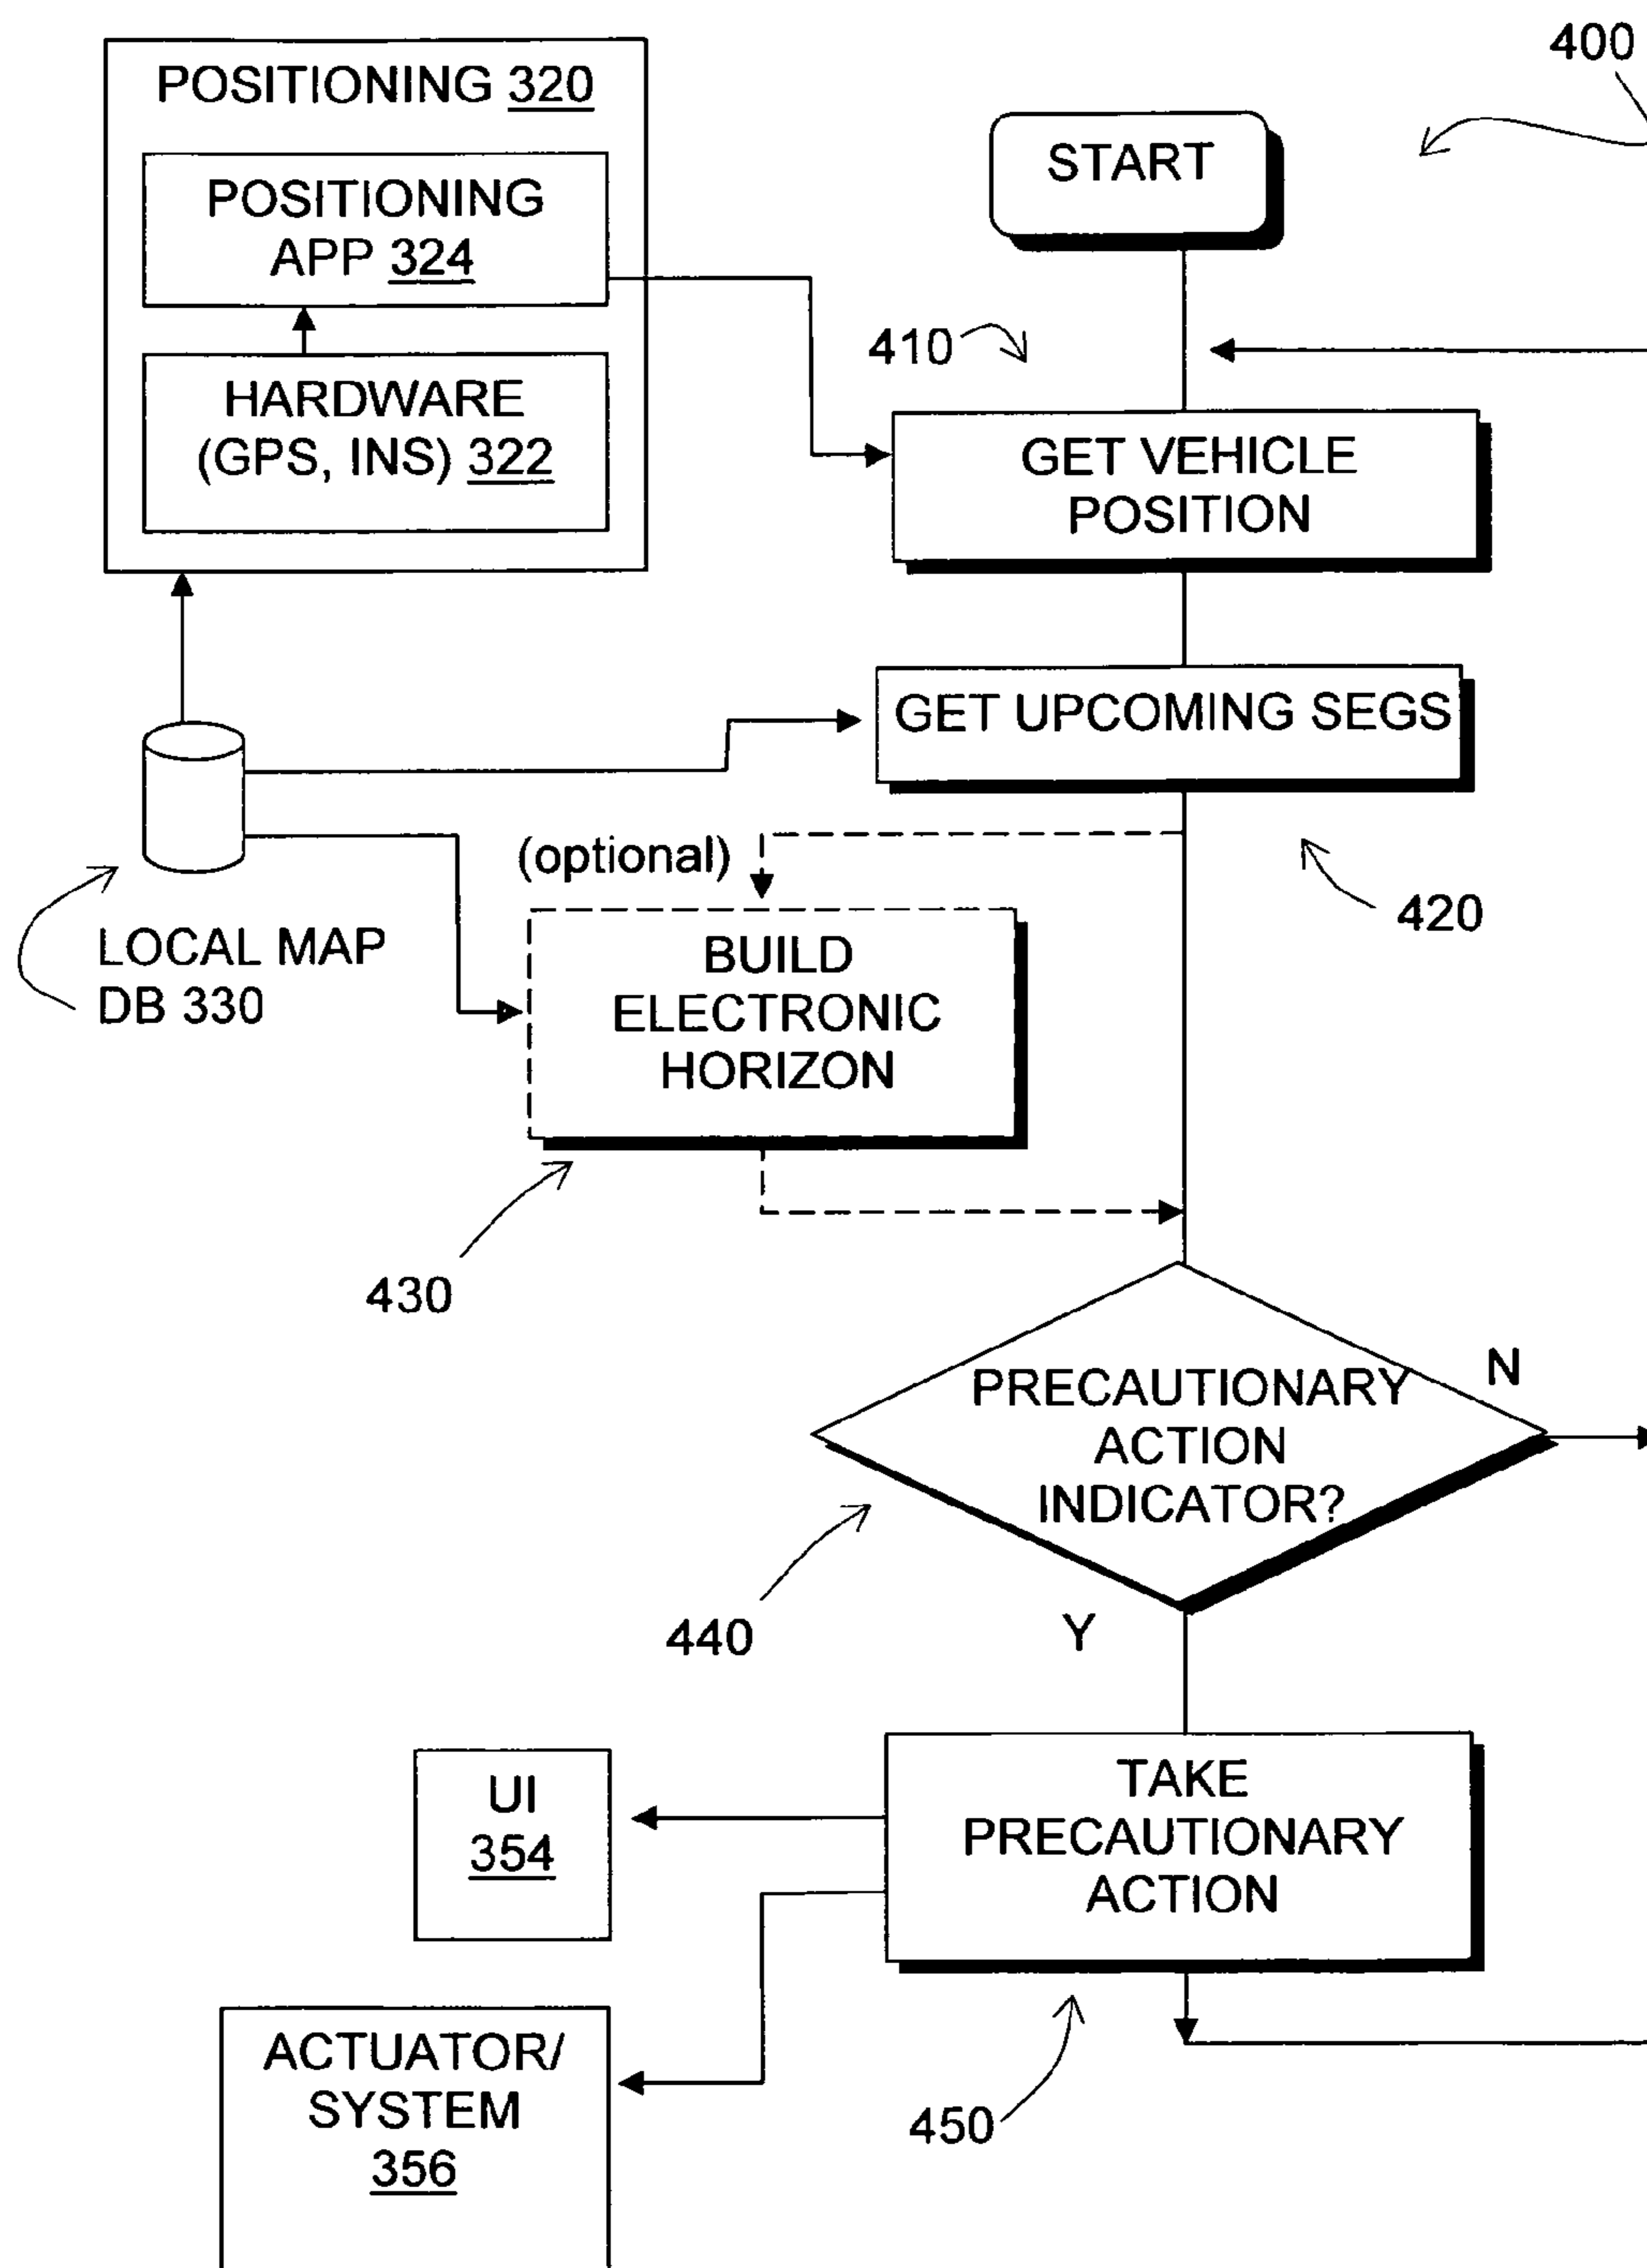 400
POSITIONING 320
POSITIONING
APP 324
HARDWARE
(GPS, INS) 322
START
410
GET VEHICLE
POSITION
GET UPCOMING SEGS
420
(optional)
LOCAL MAP
DB 330
BUILD
ELECTRONIC
HORIZON
430
PRECAUTIONARY
ACTION
INDICATOR?
N
440
Y
TAKE
PRECAUTIONARY
ACTION
UI
354
450
ACTUATOR/
SYSTEM
356